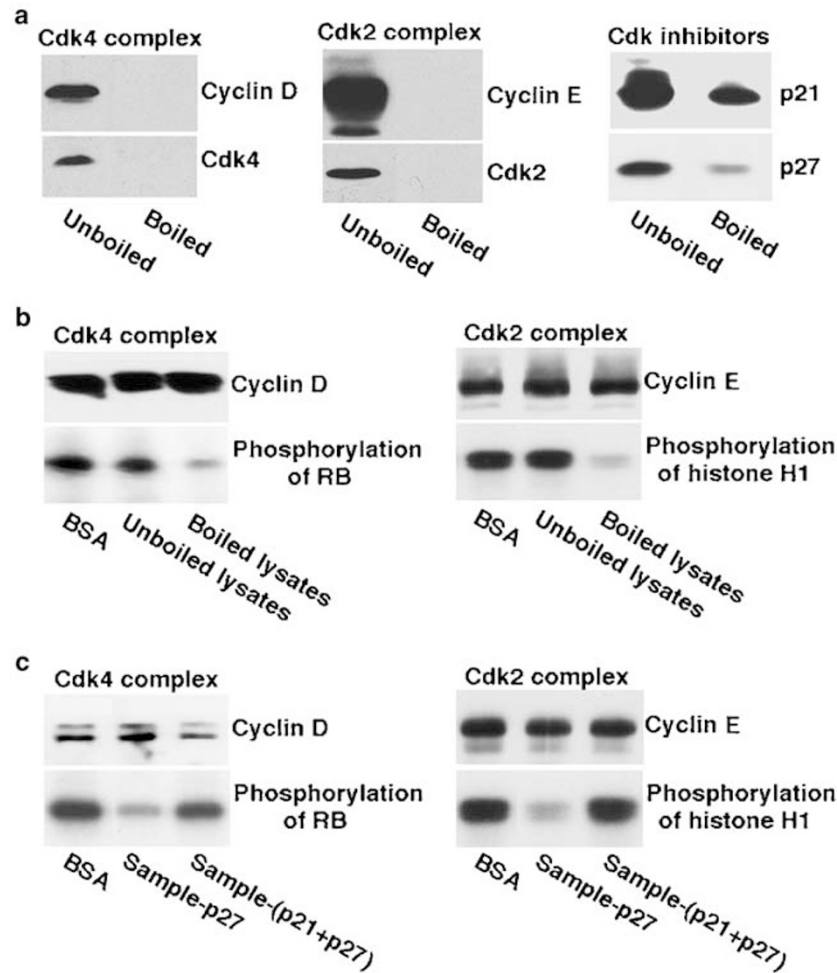 a
Cdk4 complex
Cyclin D
Cdk4
Unboiled
Boiled
Cdk2 complex
Cyclin E
Cdk2
Unboiled
Boiled
Cdk inhibitors
p21
p27
Unboiled
Boiled
b
Cdk4 complex
Cyclin D
Phosphorylation
of RB
BSA
Unboiled lysates
Boiled lysates
Cdk2 complex
Cyclin E
Phosphorylation
of histone H1
BSA
Unboiled lysates
Boiled lysates
c
Cdk4 complex
Cyclin D
Phosphorylation
of RB
BSA
Sample-p27
Sample-(p21+p27)
Cdk2 complex
Cyclin E
Phosphorylation
of histone H1
BSA
Sample-p27
Sample-(p21+p27)